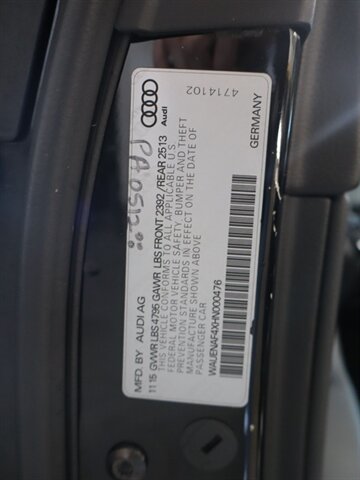 MFD. BY AUDI AG
11 15 GVWR LBS 4795 GAWR LBS FRONT 2392/REAR 2513
THIS VEHICLE CONFORMS TO ALL APPLICABLE U.S.
FEDERAL MOTOR VEHICLE SAFETY, BUMPER AND THEFT
PREVENTION STANDARDS IN EFFECT ON THE DATE OF
MANUFACTURE SHOWN ABOVE
PASSENGER CAR
WAUENAF4XHN000476
Audi
4714102
GERMANY